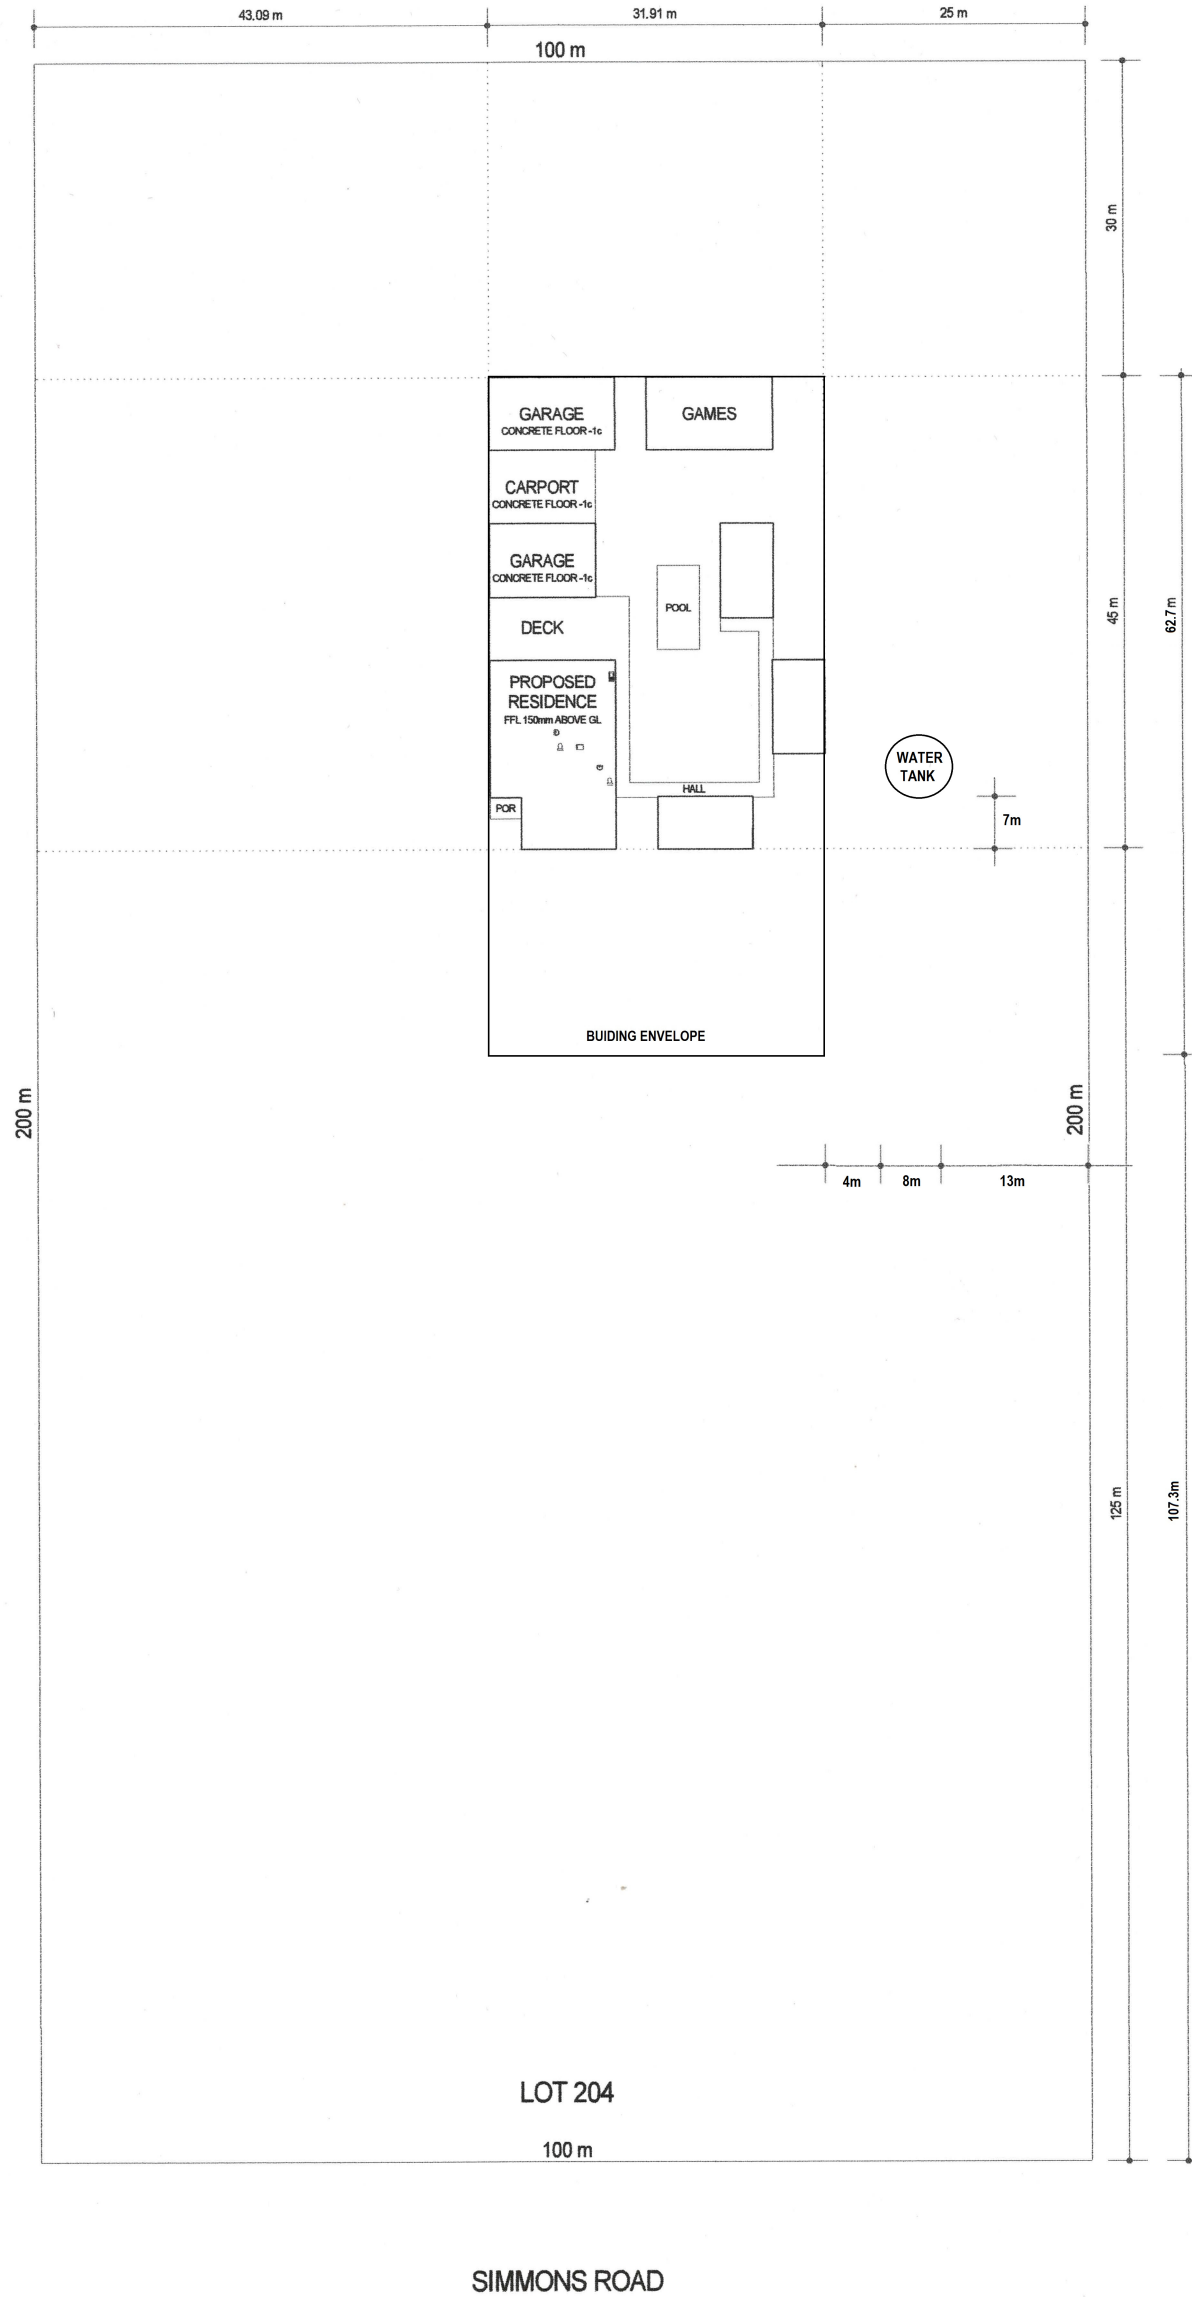 43.09 m
31.91 m
25 m
100 m
30 m
GARAGE
CONCRETE FLOOR -1c
GAMES
CARPORT
CONCRETE FLOOR -1c
GARAGE
CONCRETE FLOOR -1c
POOL
45 m
62.7 m
DECK
PROPOSED
RESIDENCE
FFL 150mm ABOVE GL
WATER
TANK
HALL
POR
7m
BUIDING ENVELOPE
200 m
200 m
4m
8m
13m
125 m
107.3m
LOT 204
100 m
SIMMONS ROAD